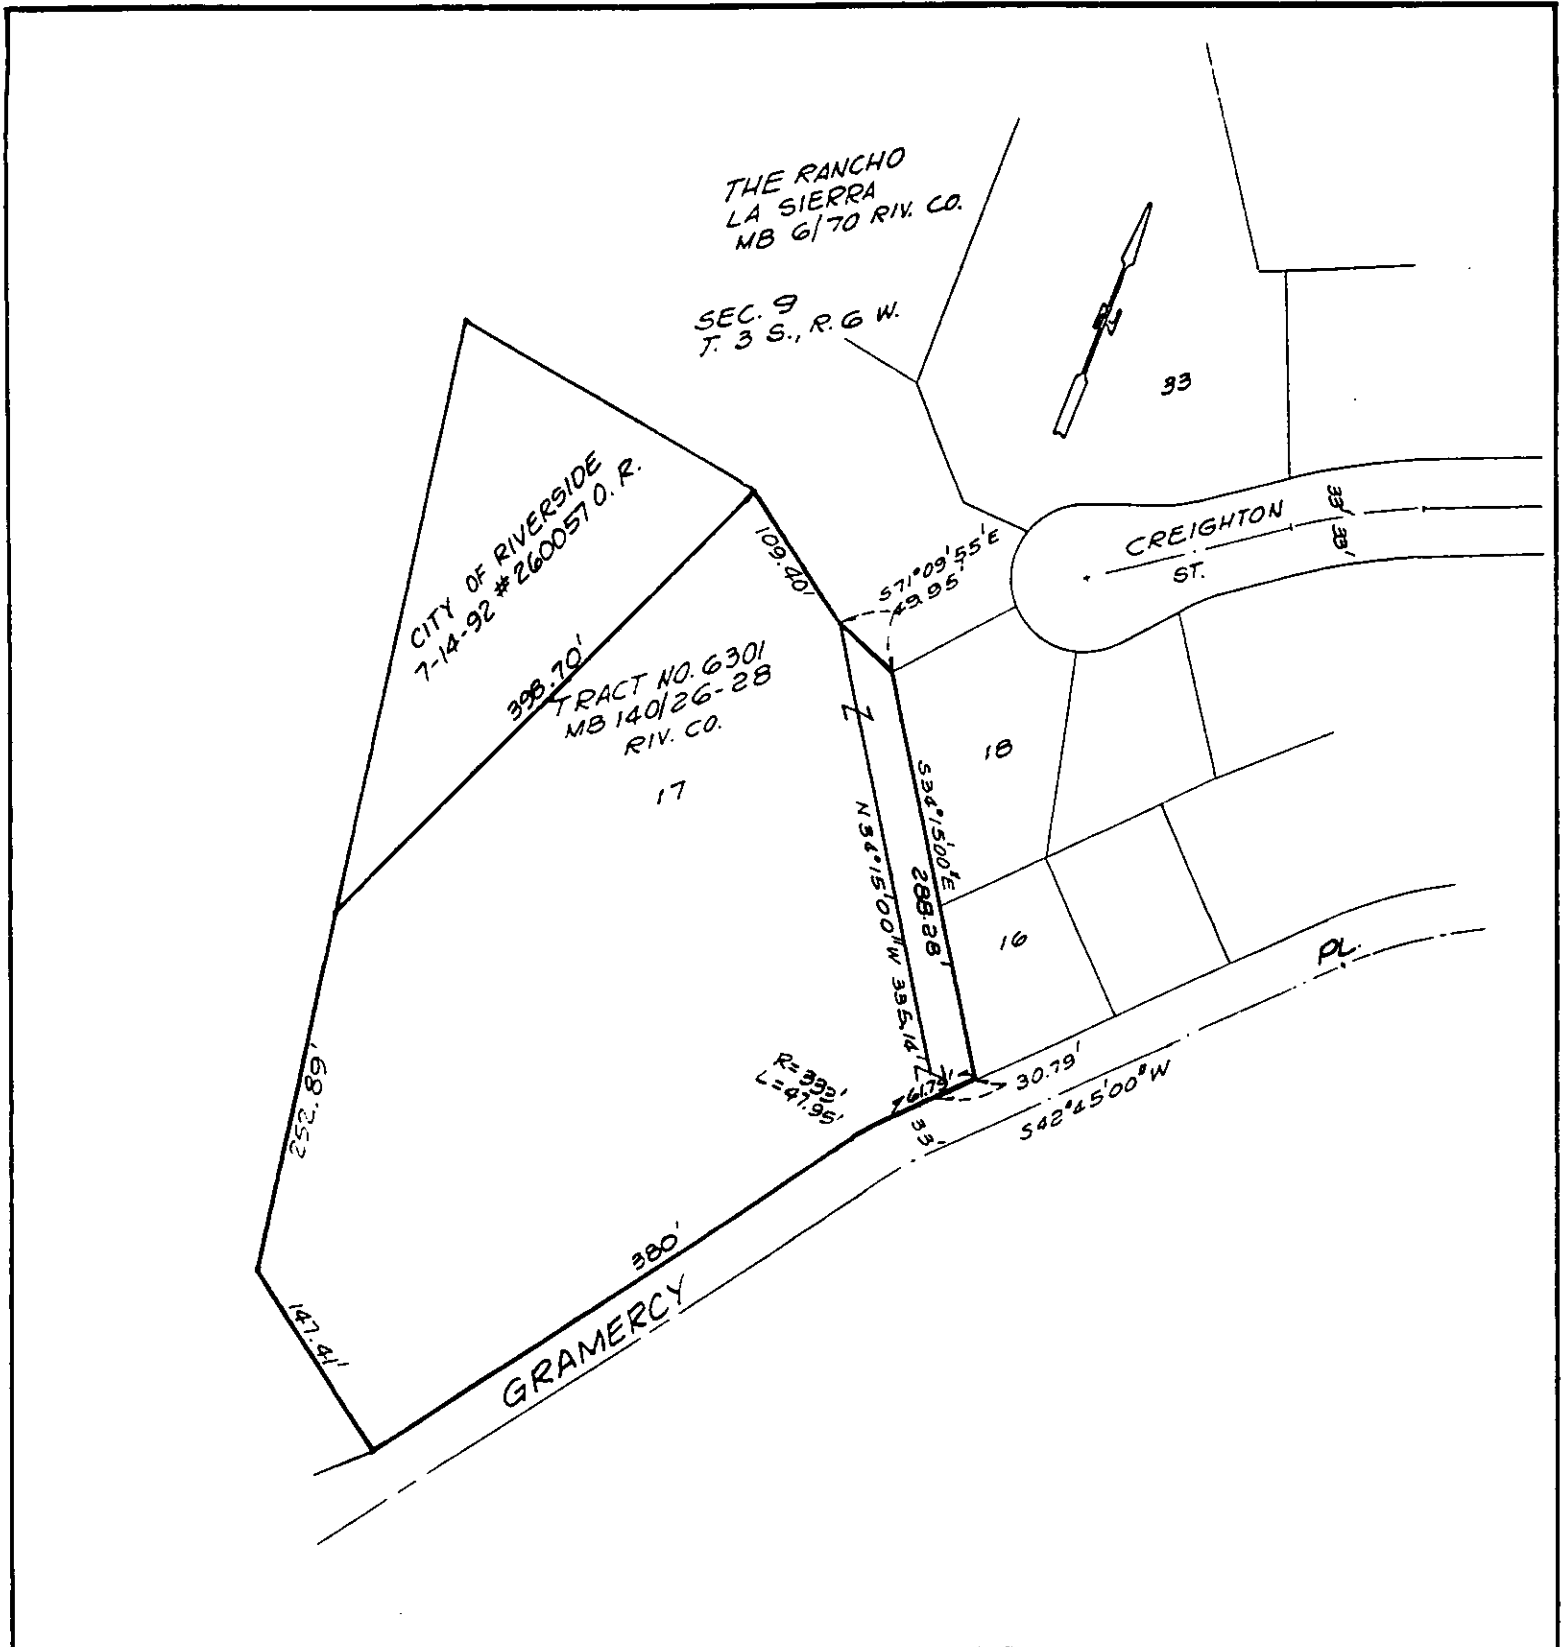 THE RANCHO
LA SIERRA
MB 6/70 RIV. CO.
SEC. 9
T. 3 S., R. 6 W.
N
33
CREIGHTON
ST.
33'
33'
CITY OF RIVERSIDE
7-14-92 #260057 O.R.
109.40'
S71°09'55"E
49.95'
398.70'
TRACT NO. 6301
MB 140/26-28
RIV. CO.
17
18
S34°15'00"E
288.28'
N34°15'00"W 335.14'
16
PL.
252.89'
R=333'
L=47.95'
61.79'
30.79'
33'
S42°45'00"W
380'
147.41'
GRAMERCY